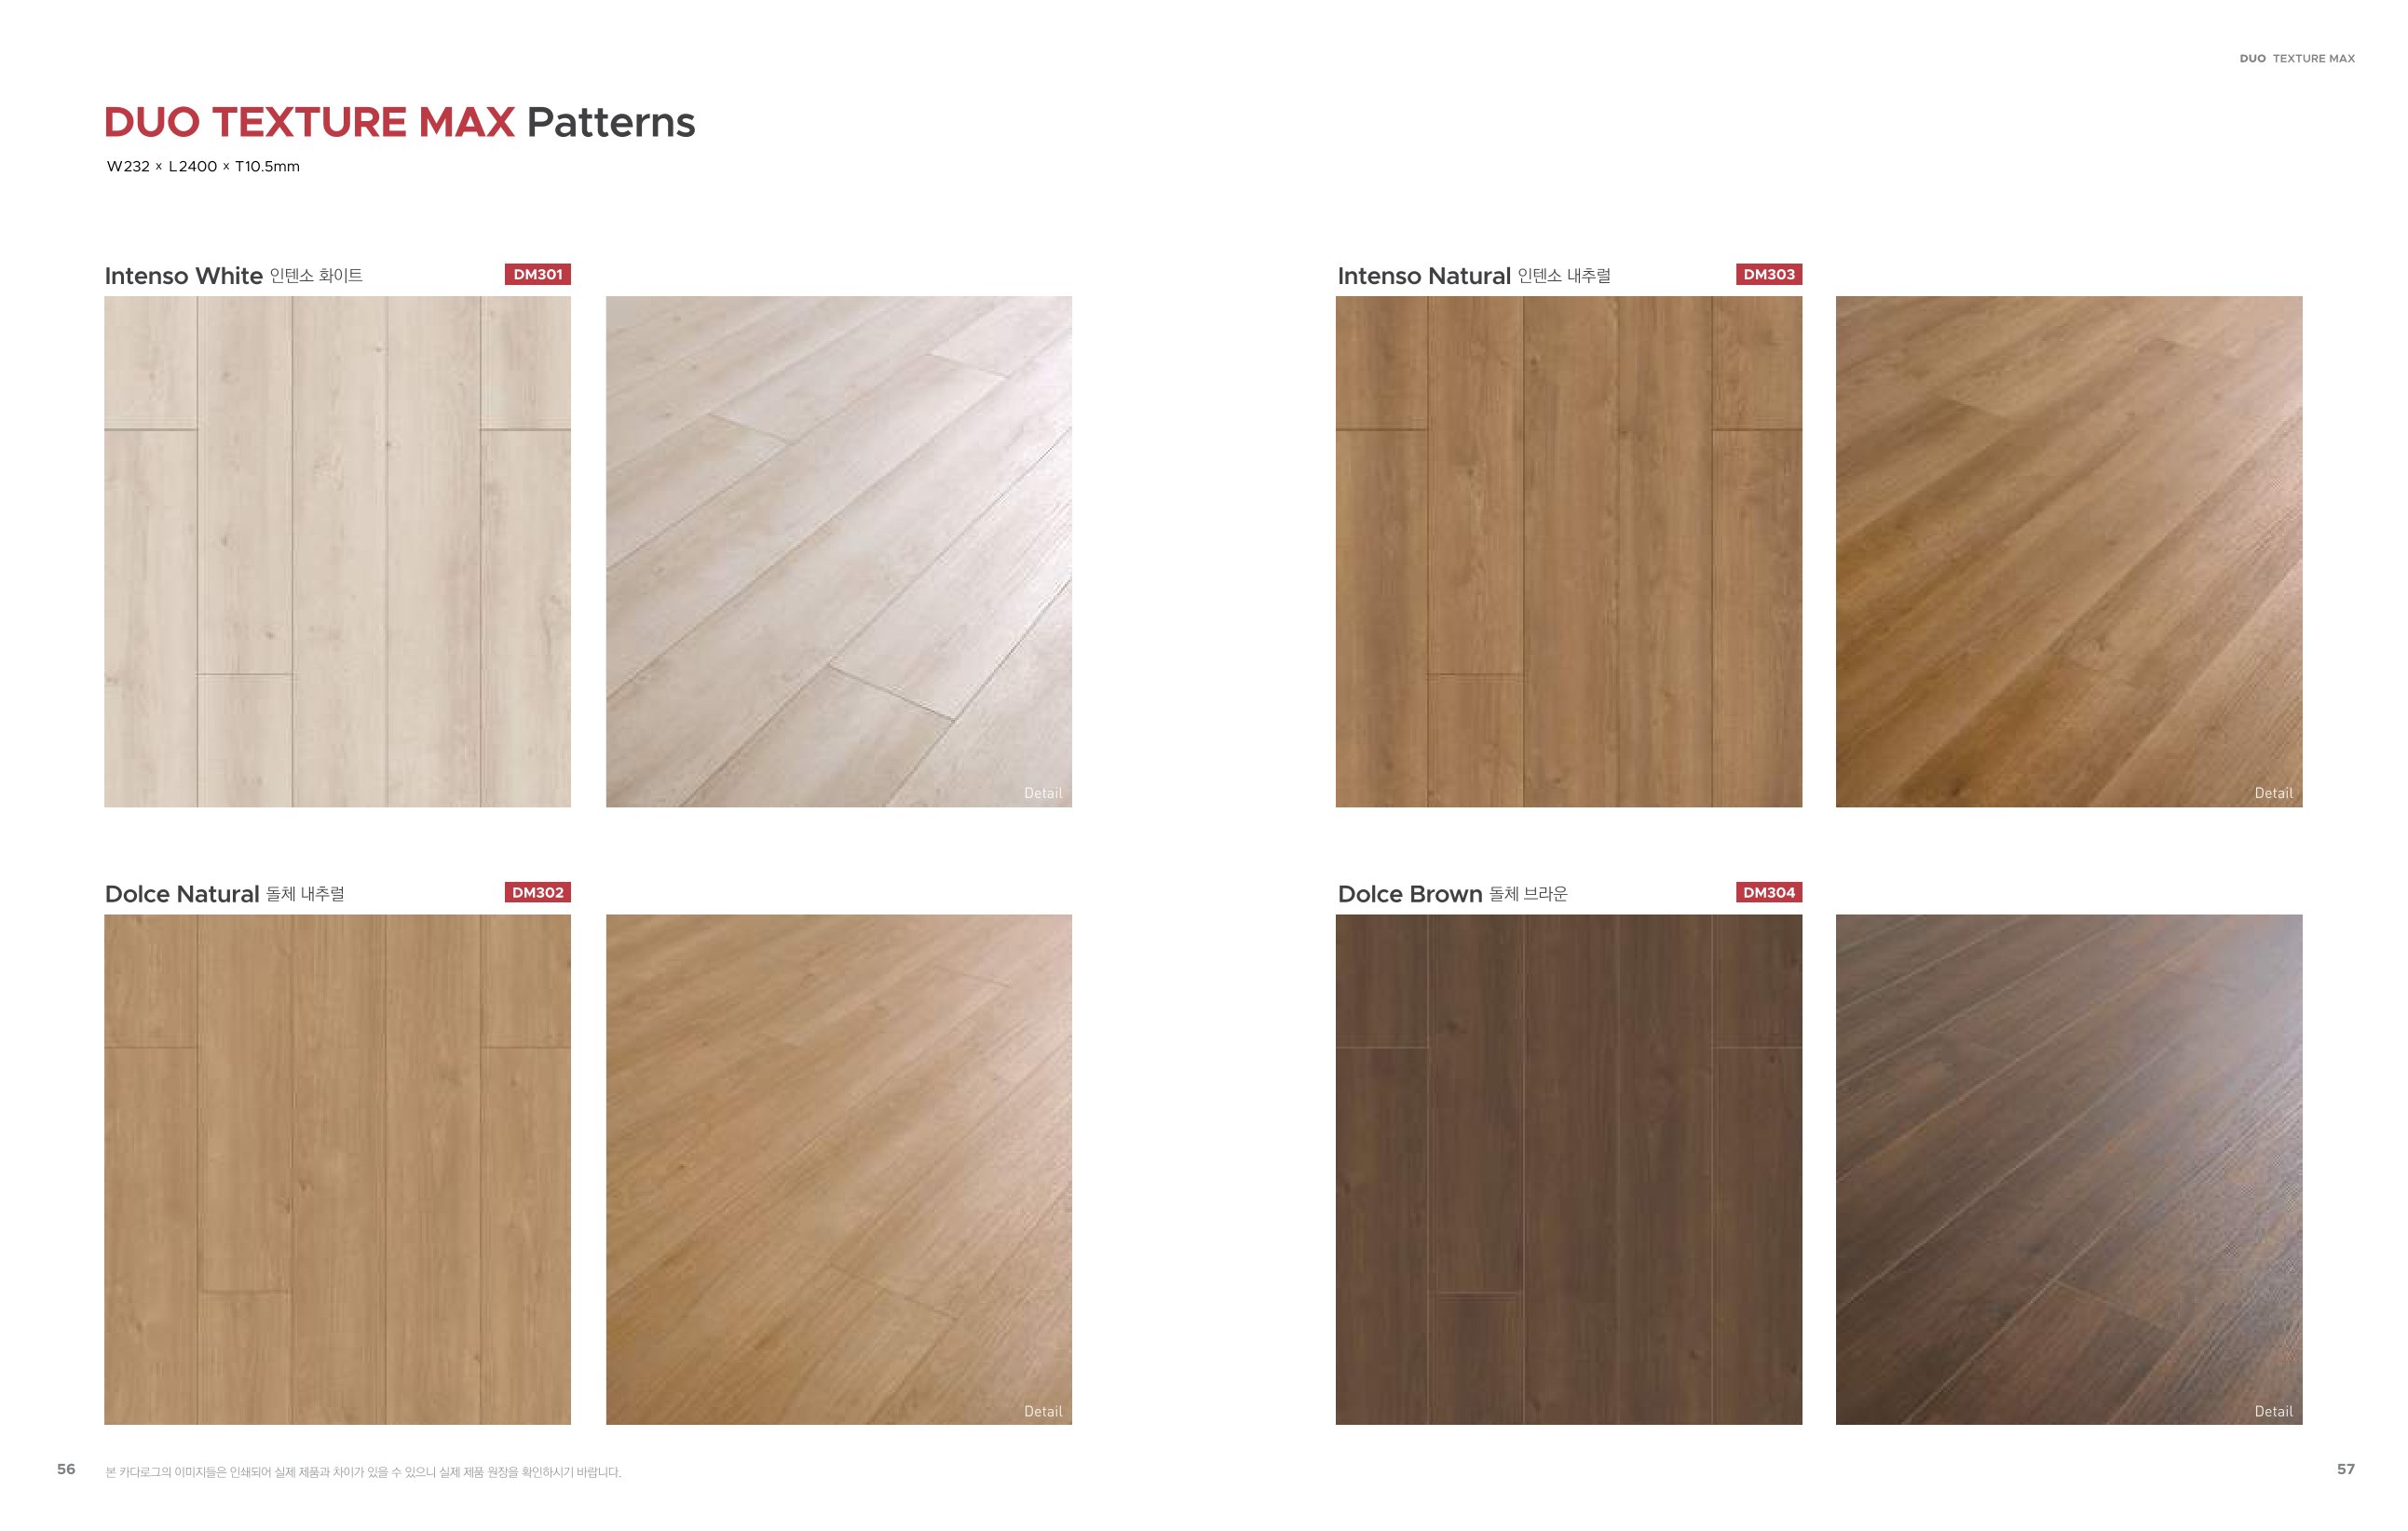 DUO TEXTURE MAX
DUO TEXTURE MAX Patterns
W232 × L2400 × T10.5mm
Intenso White 인텐소 화이트 DM301
Detail
Intenso Natural 인텐소 내추럴 DM303
Detail
Dolce Natural 돌체 내추럴 DM302
Detail
Dolce Brown 돌체 브라운 DM304
Detail
56 본 카다로그의 이미지들은 인쇄되어 실제 제품과 차이가 있을 수 있으니 실제 제품 원장을 확인하시기 바랍니다.
57